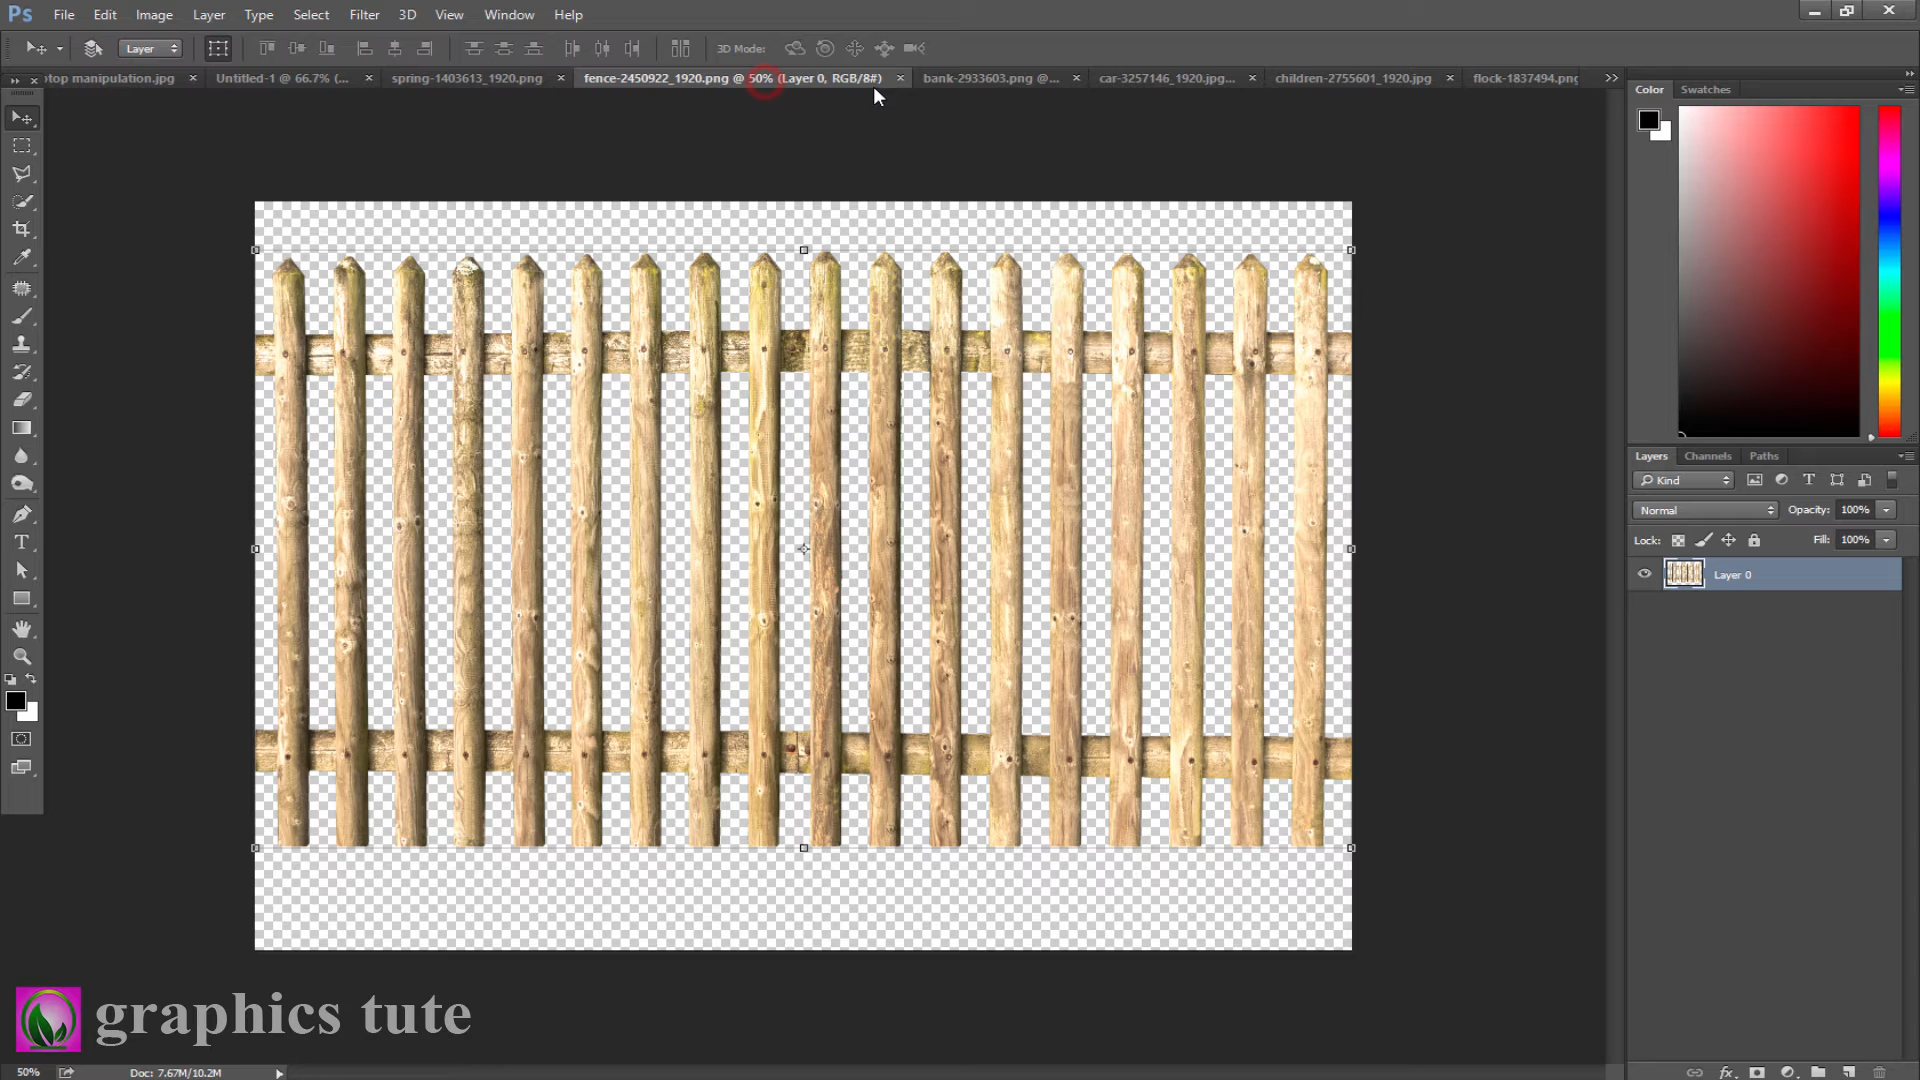 Ps File Edit Image Layer Type Select Filter 3D View Window Help
Layer 3D Mode:
top manipulation.jpg Untitled-1 @ 66.7% (... spring-1403613_1920.png fence-2450922_1920.png @ 50% (Layer 0, RGB/8#) bank-2933603.png @... car-3257146_1920.jpg... children-2755601_1920.jpg flock-1837494.png
Color Swatches
Layers Channels Paths
Kind
Normal Opacity: 100%
Lock: Fill: 100%
Layer 0
graphics tute
50% Doc: 7.67M/10.2M